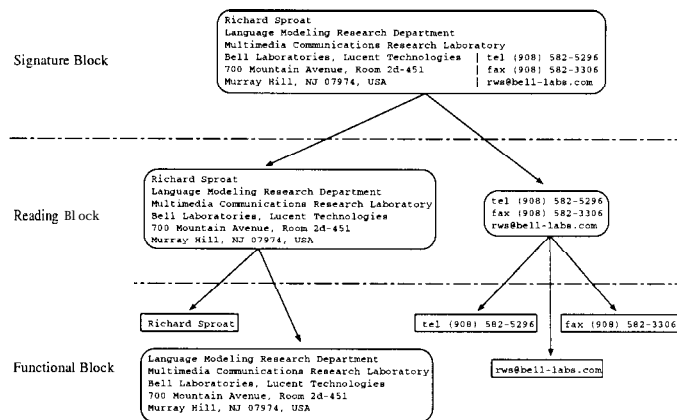 Richard Sproat
Language Modeling Research Department
Multimedia Communications Research Laboratory
Bell Laboratories, Lucent Technologies | tel (908) 582-5296
700 Mountain Avenue, Room 2d-451 | fax (908) 582-3306
Murray Hill, NJ 07974, USA | rws@bell-labs.com
Signature Block
Richard Sproat
Language Modeling Research Department
Multimedia Communications Research Laboratory
Bell Laboratories, Lucent Technologies
700 Mountain Avenue, Room 2d-451
Murray Hill, NJ 07974, USA
tel (908) 582-5296
fax (908) 582-3306
rws@bell-labs.com
Reading Block
Richard Sproat
tel (908) 582-5296
fax (908) 582-3306
Language Modeling Research Department
Multimedia Communications Research Laboratory
Bell Laboratories, Lucent Technologies
700 Mountain Avenue, Room 2d-451
Murray Hill, NJ 07974, USA
rws@bell-labs.com
Functional Block